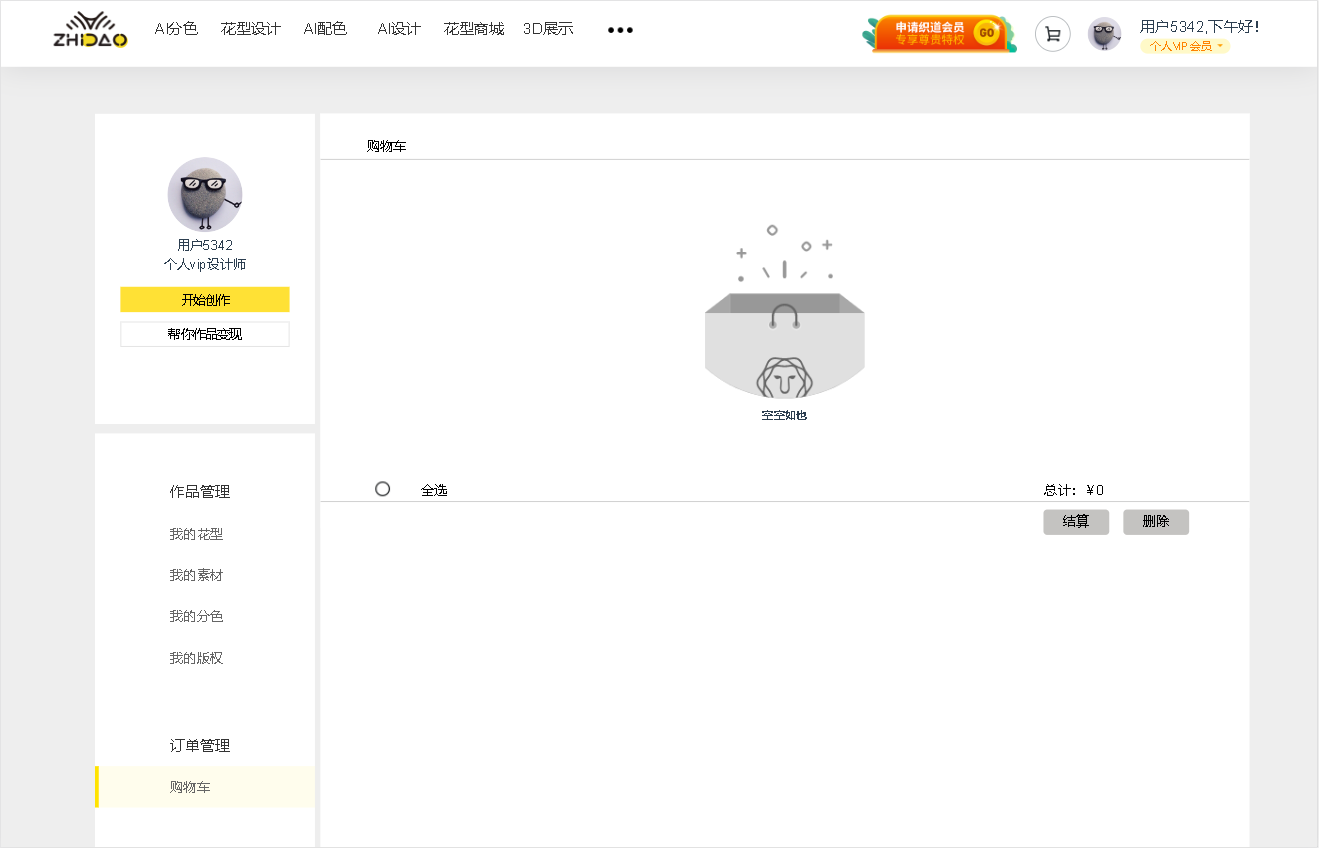 ZHIDAO
AI分色 花型设计 AI配色 AI设计 花型商城 3D展示 •••
申请织道会员
专享尊贵特权
GO
用户5342,下午好!
个人VIP会员
用户5342
个人vip设计师
开始创作
帮你作品变现
作品管理
我的花型
我的素材
我的分色
我的版权
订单管理
购物车
购物车
空空如也
全选
总计：￥0
结算 删除